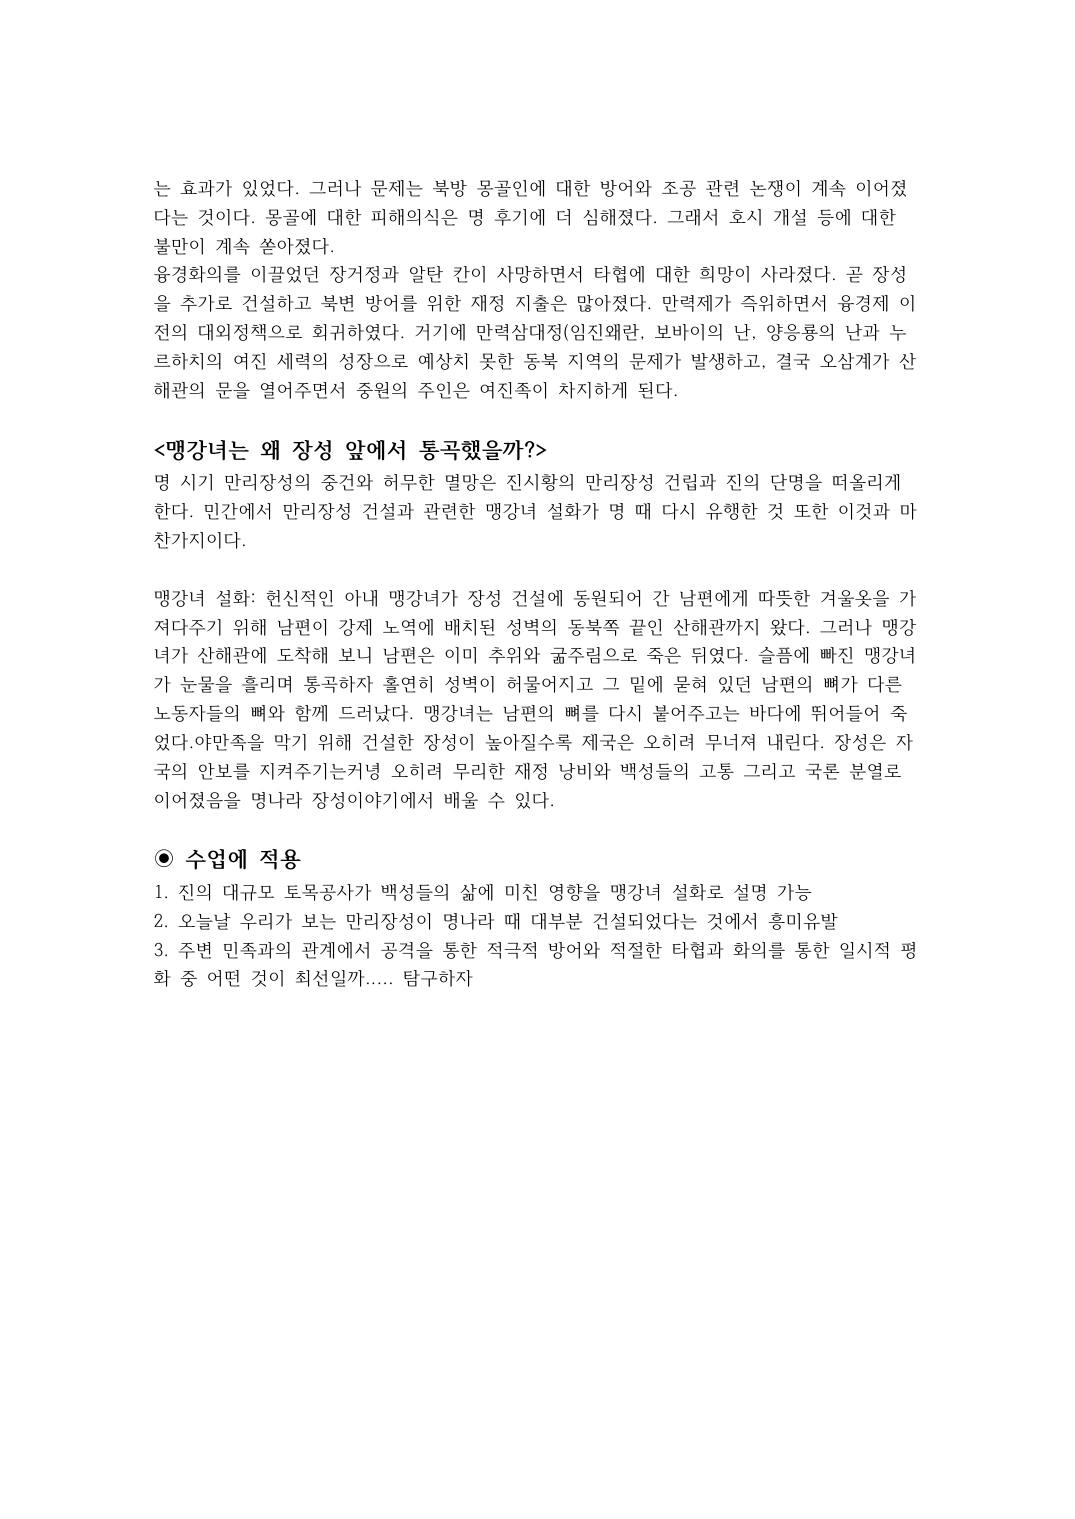 는 효과가 있었다. 그러나 문제는 북방 몽골인에 대한 방어와 조공 관련 논쟁이 계속 이어졌
다는 것이다. 몽골에 대한 피해의식은 명 후기에 더 심해졌다. 그래서 호시 개설 등에 대한
불만이 계속 쏟아졌다.
융경화의를 이끌었던 장거정과 알탄 칸이 사망하면서 타협에 대한 희망이 사라졌다. 곧 장성
을 추가로 건설하고 북변 방어를 위한 재정 지출은 많아졌다. 만력제가 즉위하면서 융경제 이
전의 대외정책으로 회귀하였다. 거기에 만력삼대정(임진왜란, 보바이의 난, 양응룡의 난과 누
르하치의 여진 세력의 성장으로 예상치 못한 동북 지역의 문제가 발생하고, 결국 오삼계가 산
해관의 문을 열어주면서 중원의 주인은 여진족이 차지하게 된다.
<맹강녀는 왜 장성 앞에서 통곡했을까?>
명 시기 만리장성의 중건와 허무한 멸망은 진시황의 만리장성 건립과 진의 단명을 떠올리게
한다. 민간에서 만리장성 건설과 관련한 맹강녀 설화가 명 때 다시 유행한 것 또한 이것과 마
찬가지이다.
맹강녀 설화: 헌신적인 아내 맹강녀가 장성 건설에 동원되어 간 남편에게 따뜻한 겨울옷을 가
져다주기 위해 남편이 강제 노역에 배치된 성벽의 동북쪽 끝인 산해관까지 왔다. 그러나 맹강
녀가 산해관에 도착해 보니 남편은 이미 추위와 굶주림으로 죽은 뒤였다. 슬픔에 빠진 맹강녀
가 눈물을 흘리며 통곡하자 홀연히 성벽이 허물어지고 그 밑에 묻혀 있던 남편의 뼈가 다른
노동자들의 뼈와 함께 드러났다. 맹강녀는 남편의 뼈를 다시 붙어주고는 바다에 뛰어들어 죽
었다.야만족을 막기 위해 건설한 장성이 높아질수록 제국은 오히려 무너져 내린다. 장성은 자
국의 안보를 지켜주기는커녕 오히려 무리한 재정 낭비와 백성들의 고통 그리고 국론 분열로
이어졌음을 명나라 장성이야기에서 배울 수 있다.
◉ 수업에 적용
1. 진의 대규모 토목공사가 백성들의 삶에 미친 영향을 맹강녀 설화로 설명 가능
2. 오늘날 우리가 보는 만리장성이 명나라 때 대부분 건설되었다는 것에서 흥미유발
3. 주변 민족과의 관계에서 공격을 통한 적극적 방어와 적절한 타협과 화의를 통한 일시적 평
화 중 어떤 것이 최선일까..... 탐구하자